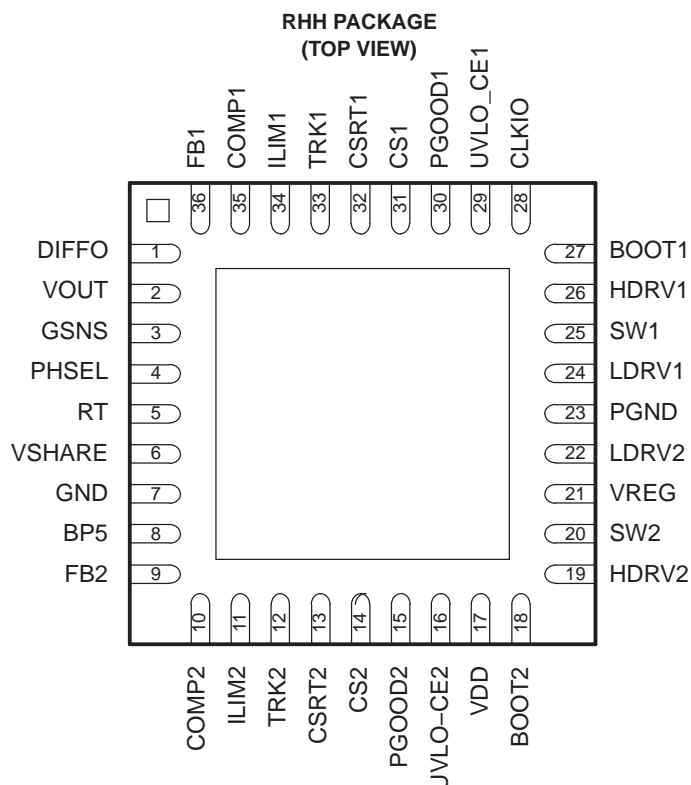 RHH PACKAGE
(TOP VIEW)
FB1
COMP1
ILIM1
TRK1
CSRT1
CS1
PGOOD1
UVLO_CE1
CLKIO
36
35
34
33
32
31
30
29
28
DIFFO 1
VOUT 2
GSNS 3
PHSEL 4
RT 5
VSHARE 6
GND 7
BP5 8
FB2 9
27 BOOT1
26 HDRV1
25 SW1
24 LDRV1
23 PGND
22 LDRV2
21 VREG
20 SW2
19 HDRV2
10
11
12
13
14
15
16
17
18
COMP2
ILIM2
TRK2
CSRT2
CS2
PGOOD2
UVLO−CE2
VDD
BOOT2